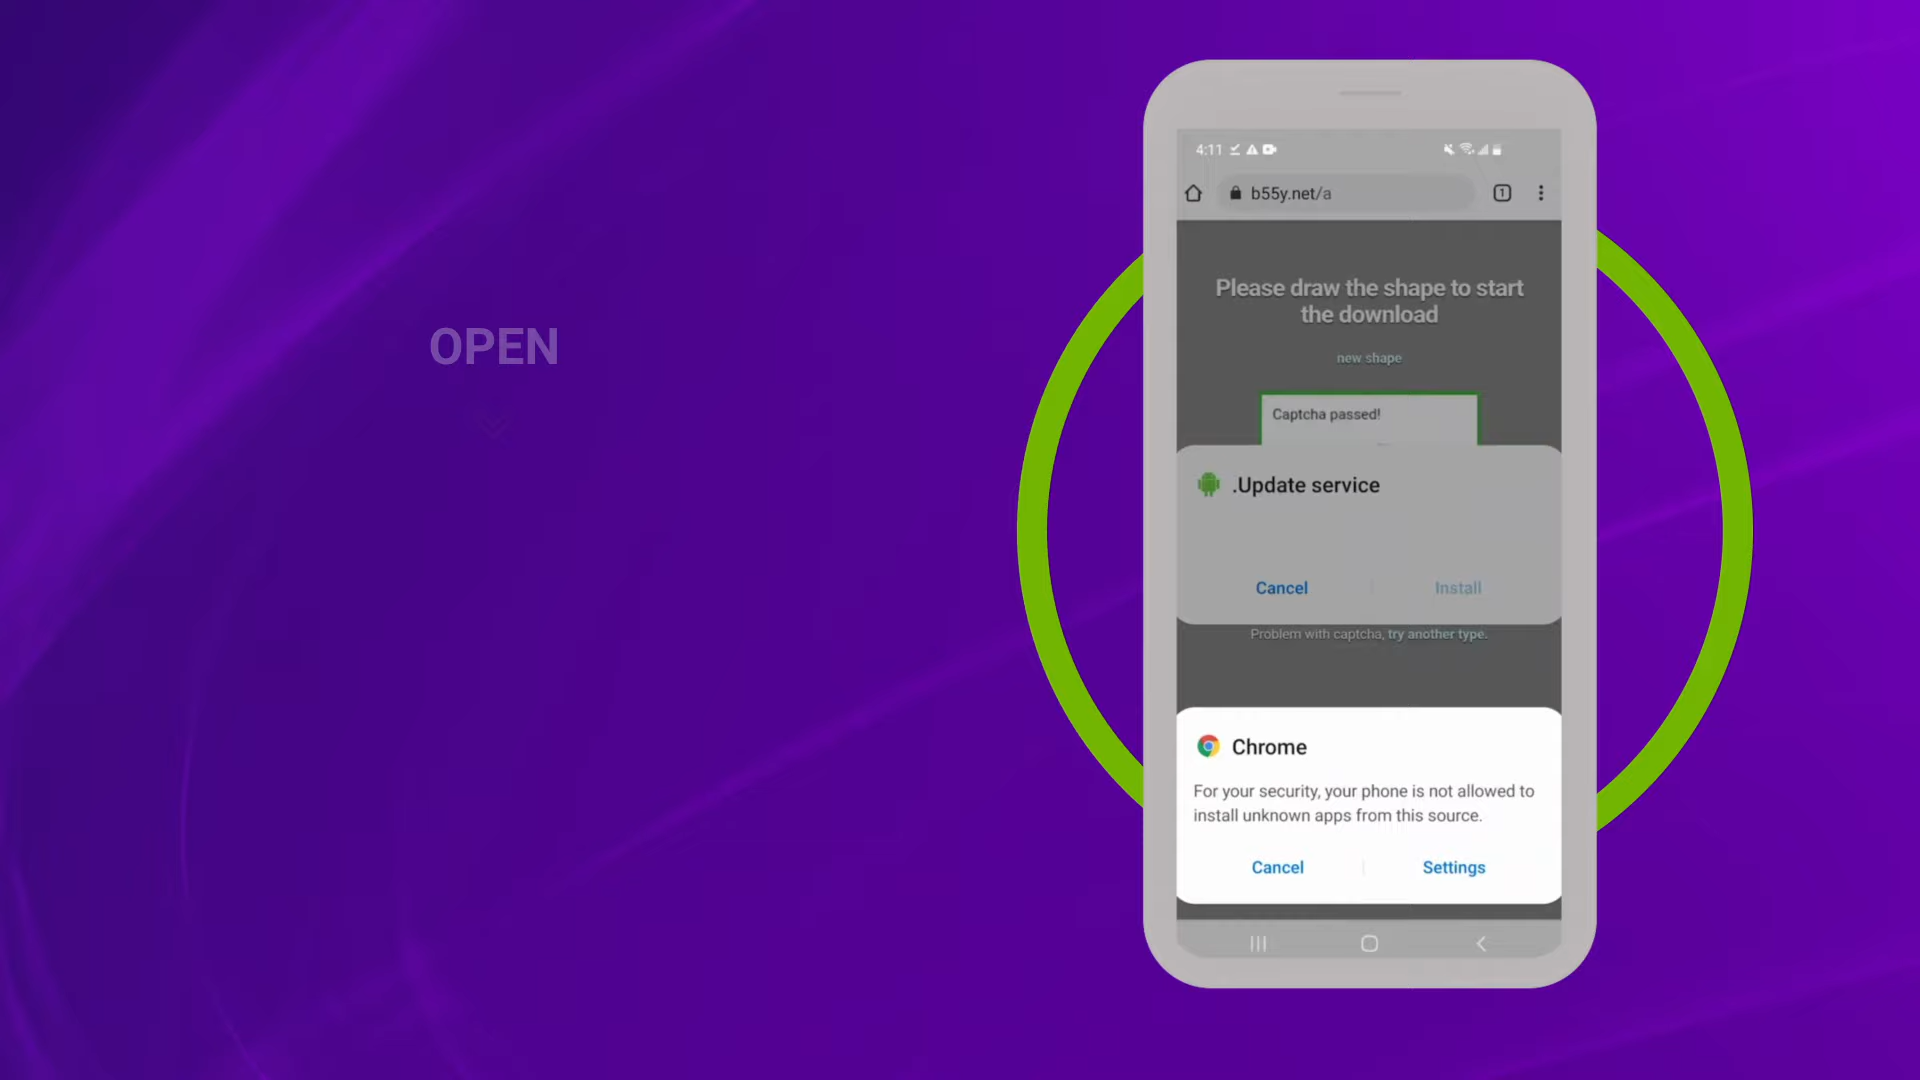 OPEN
4:11
b55y.net/a
1
Please draw the shape to start
the download
new shape
Captcha passed!
.Update service
Cancel
Install
Problem with captcha, try another type.
Chrome
For your security, your phone is not allowed to
install unknown apps from this source.
Cancel
Settings